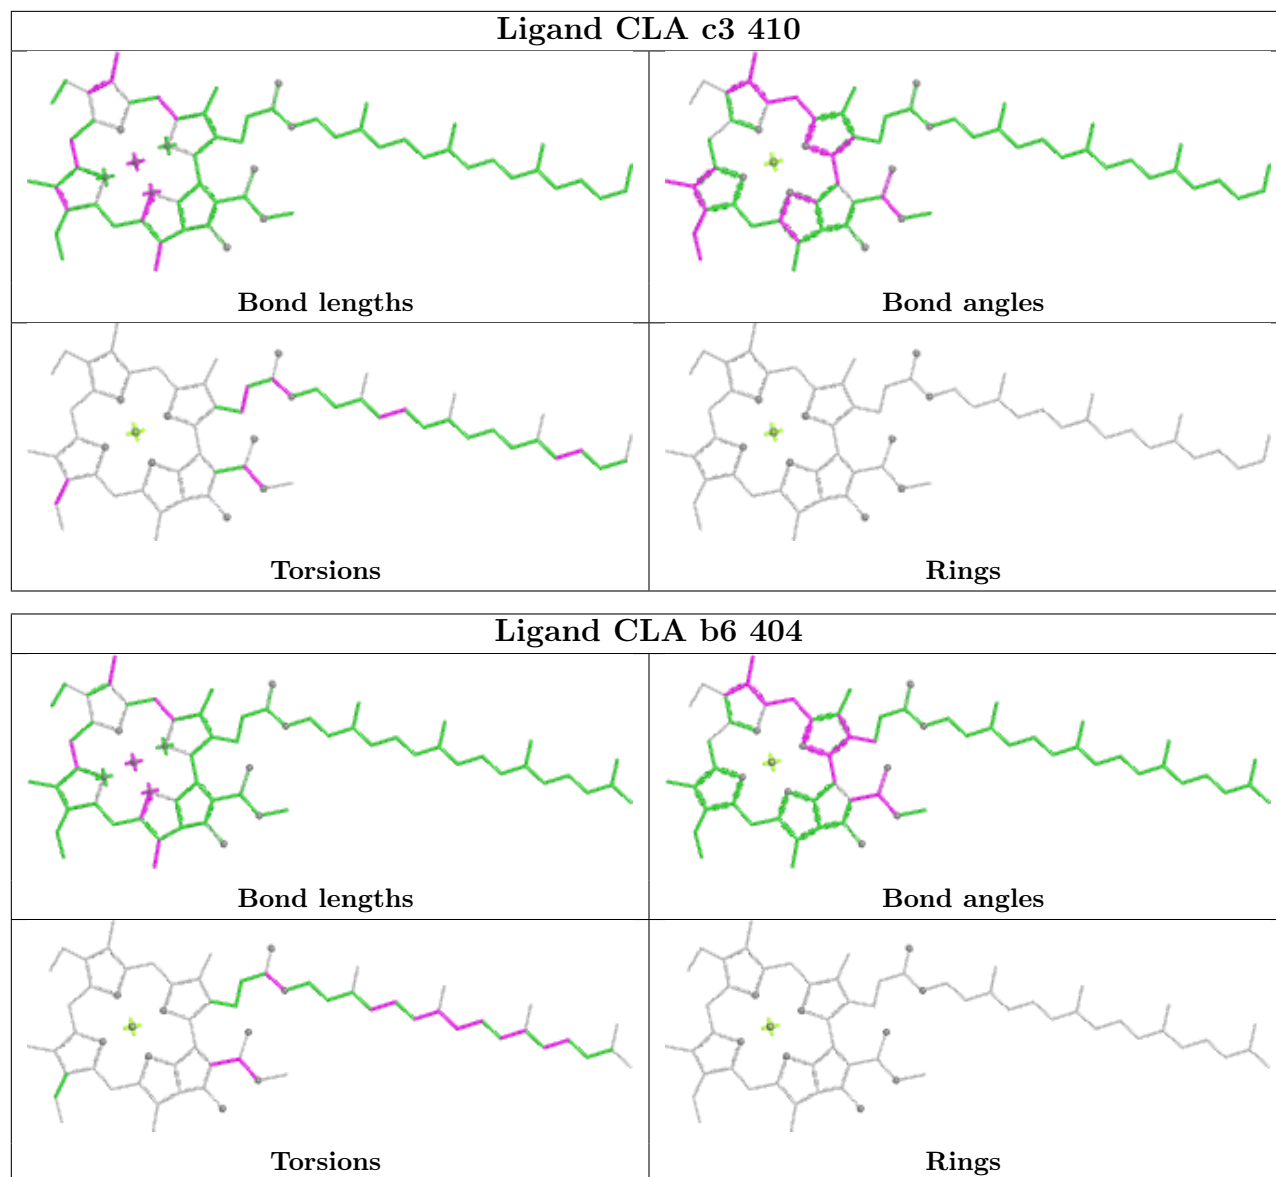 Ligand CLA c3 410
Bond lengths
Bond angles
Torsions
Rings
Ligand CLA b6 404
Bond lengths
Bond angles
Torsions
Rings